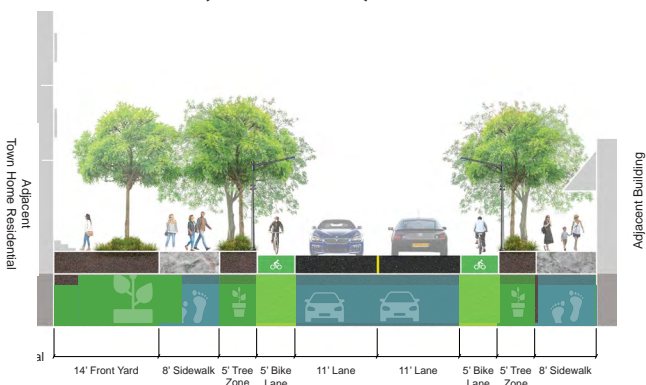 Adjacent
Town Home Residential
Adjacent Building
al
14’ Front Yard
8’ Sidewalk
5’ Tree
Zone
5’ Bike
Lane
11’ Lane
11’ Lane
5’ Bike
Lane
5’ Tree
Zone
8’ Sidewalk